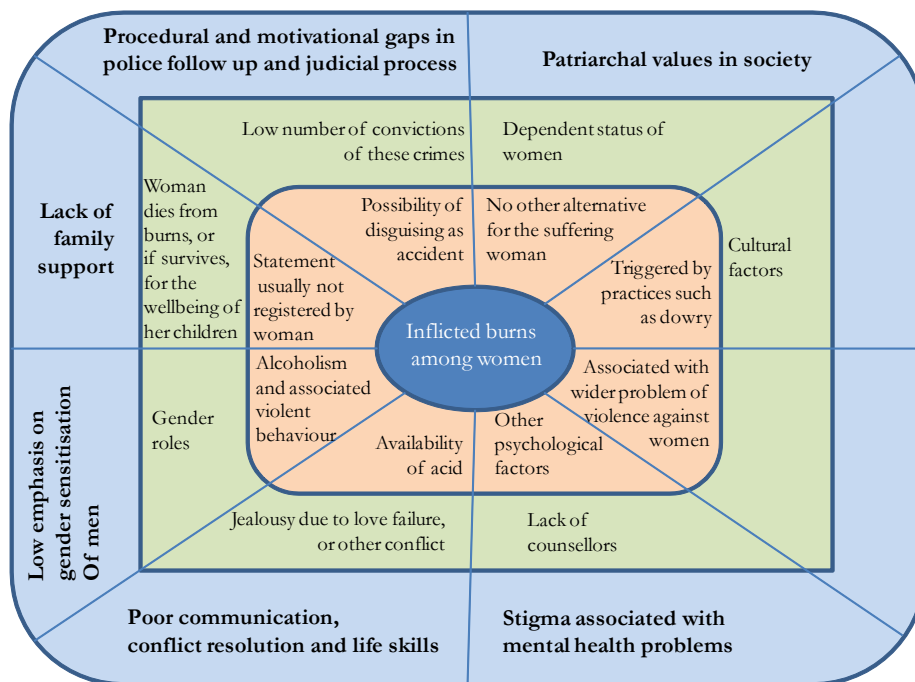 Procedural and motivational gaps in
police follow up and judicial process
Patriarchal values in society
Low number of convictions
of these crimes
Dependent status of
women
Lack of
family
support
Woman
dies from
burns, or
if survives,
for the
wellbeing of
her children
Statement
usually not
registered by
woman
Possibility of
disguising as
accident
No other alternative
for the suffering
woman
Triggered by
practices such
as dowry
Cultural
factors
Inflicted burns
among women
Low emphasis on
gender sensitisation
Of men
Gender
roles
Alcoholism
and associated
violent
behaviour
Availability
of acid
Other
psychological
factors
Associated with
wider problem of
violence against
women
Jealousy due to love failure,
or other conflict
Lack of
counsellors
Poor communication,
conflict resolution and life skills
Stigma associated with
mental health problems